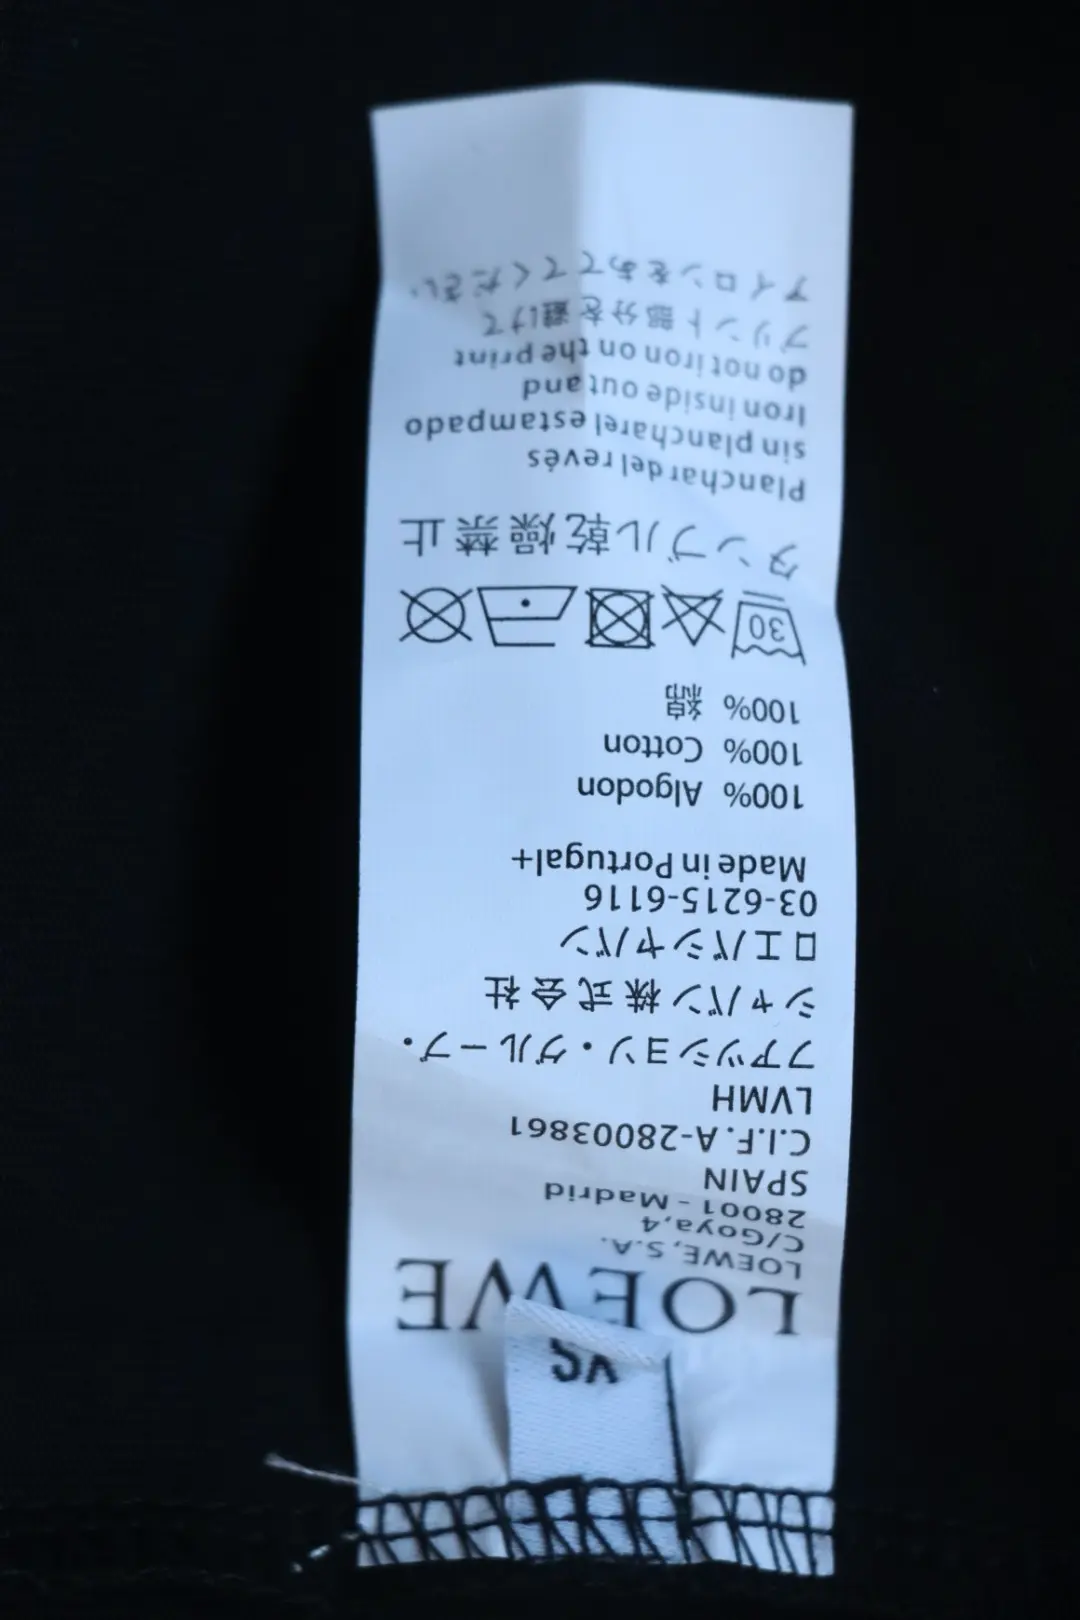 XS
LOEWE
LOEWE, S.A.
C/Goya,4
28001 - Madrid
SPAIN
C.I.F.A-28003861
LVMH
ファッション・グループ・
ジャパン株式会社
ロエベジャパン
03-6215-6116
Made in Portugal+
100% Algodon
100% Cotton
100% 綿
30
タンブル乾燥禁止
Planchar del revés
sin planchar el estampado
Iron inside out and
do not iron on the print
プリント部分を避けて
アイロンをあててください